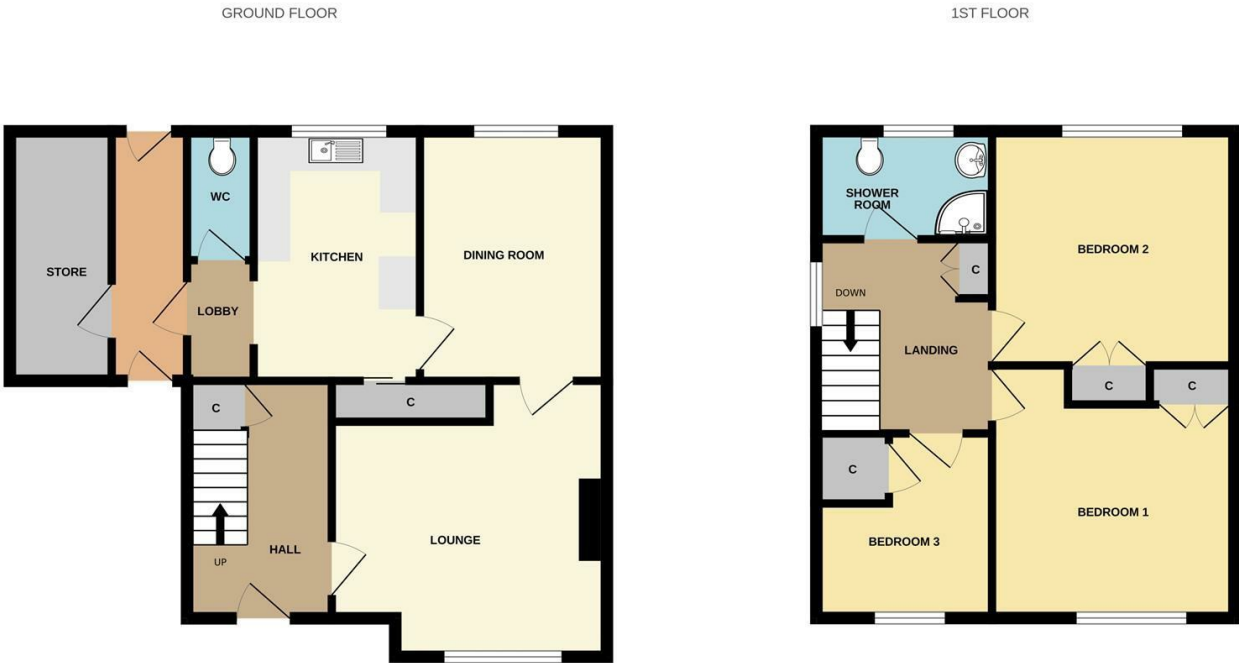 GROUND FLOOR
1ST FLOOR
WC
STORE
LOBBY
KITCHEN
DINING ROOM
C
C
UP
HALL
LOUNGE
SHOWER
ROOM
C
BEDROOM 2
DOWN
LANDING
C
C
C
BEDROOM 3
BEDROOM 1